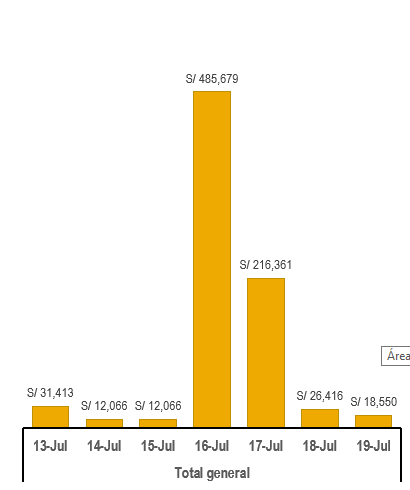 S/ 485,679
S/ 216,361
S/ 31,413
S/ 12,066
S/ 12,066
S/ 26,416
S/ 18,550
Área
13-Jul 14-Jul 15-Jul 16-Jul 17-Jul 18-Jul 19-Jul
Total general